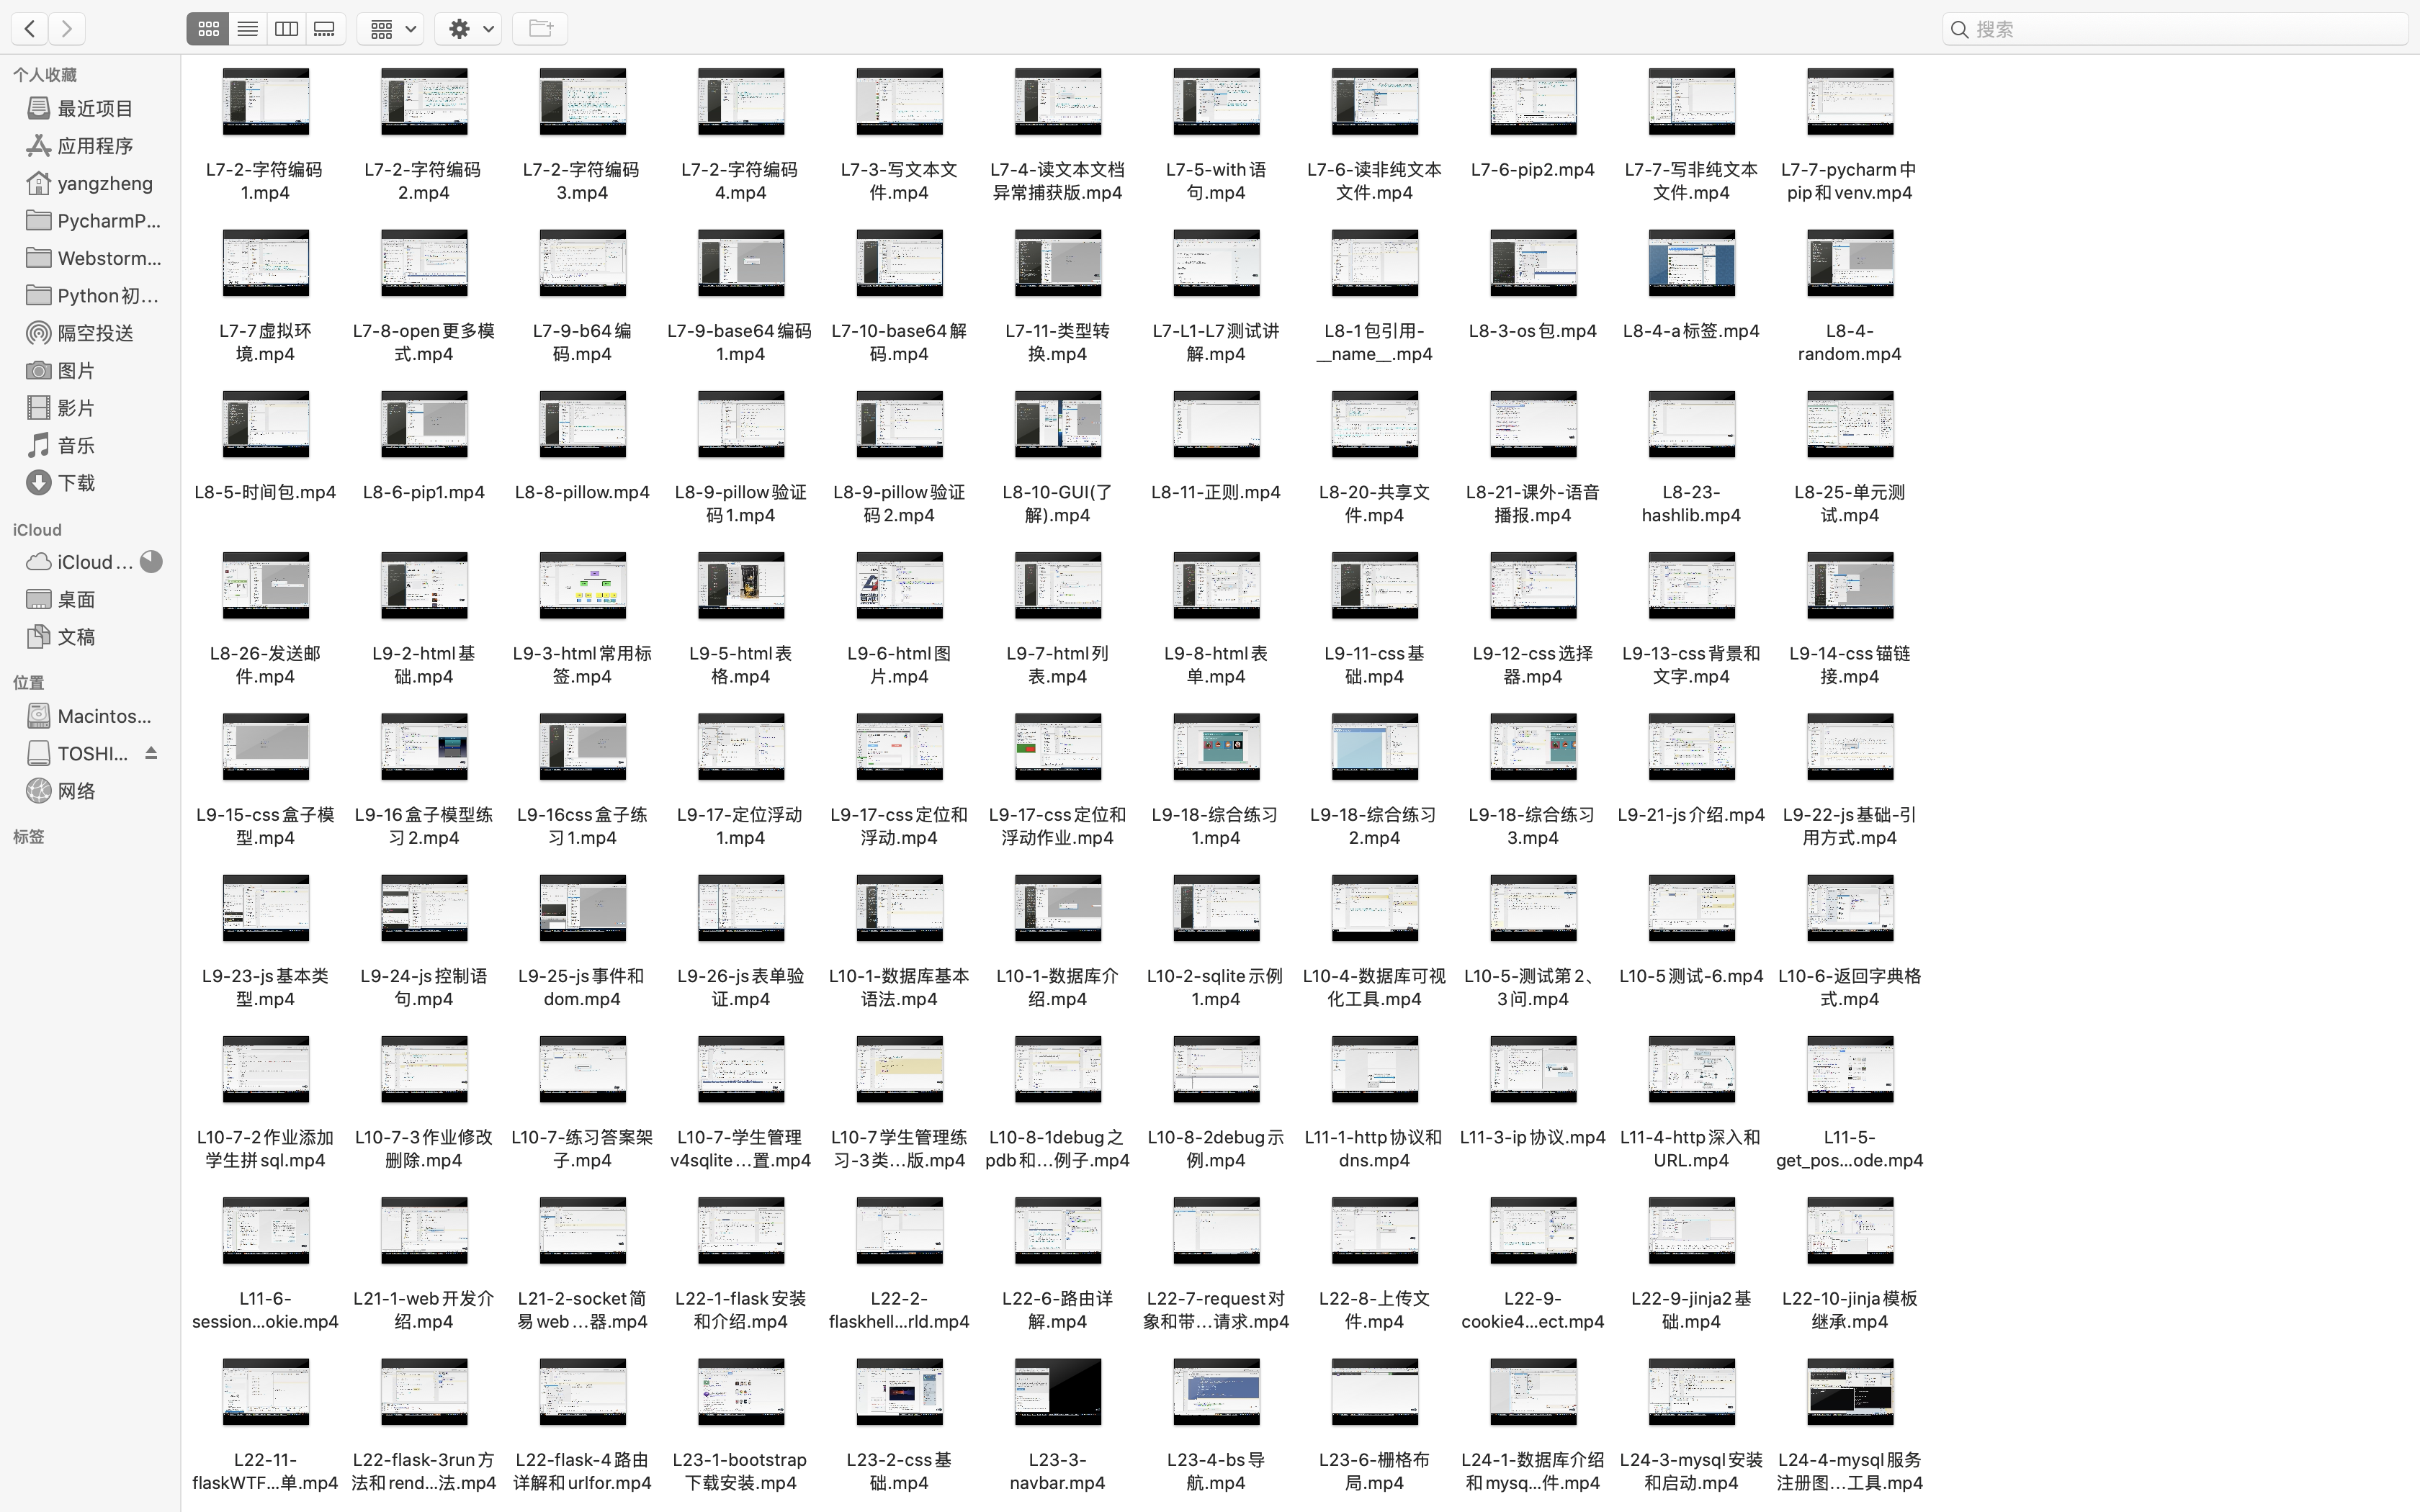 搜索
个人收藏
最近项目
应用程序
yangzheng
PycharmP...
Webstorm...
Python初...
隔空投送
图片
影片
音乐
下载
iCloud
iCloud...
桌面
文稿
位置
Macintos...
TOSHI...
网络
标签
L7-2-字符编码
1.mp4
L7-2-字符编码
2.mp4
L7-2-字符编码
3.mp4
L7-2-字符编码
4.mp4
L7-3-写文本文
件.mp4
L7-4-读文本文档
异常捕获版.mp4
L7-5-with语
句.mp4
L7-6-读非纯文本
文件.mp4
L7-6-pip2.mp4
L7-7-写非纯文本
文件.mp4
L7-7-pycharm中
pip和venv.mp4
L7-7虚拟环
境.mp4
L7-8-open更多模
式.mp4
L7-9-b64编
码.mp4
L7-9-base64编码
1.mp4
L7-10-base64解
码.mp4
L7-11-类型转
换.mp4
L7-L1-L7测试讲
解.mp4
L8-1包引用-
__name__.mp4
L8-3-os包.mp4
L8-4-a标签.mp4
L8-4-
random.mp4
L8-5-时间包.mp4
L8-6-pip1.mp4
L8-8-pillow.mp4
L8-9-pillow验证
码1.mp4
L8-9-pillow验证
码2.mp4
L8-10-GUI(了
解).mp4
L8-11-正则.mp4
L8-20-共享文
件.mp4
L8-21-课外-语音
播报.mp4
L8-23-
hashlib.mp4
L8-25-单元测
试.mp4
L8-26-发送邮
件.mp4
L9-2-html基
础.mp4
L9-3-html常用标
签.mp4
L9-5-html表
格.mp4
L9-6-html图
片.mp4
L9-7-html列
表.mp4
L9-8-html表
单.mp4
L9-11-css基
础.mp4
L9-12-css选择
器.mp4
L9-13-css背景和
文字.mp4
L9-14-css锚链
接.mp4
L9-15-css盒子模
型.mp4
L9-16盒子模型练
习2.mp4
L9-16css盒子练
习1.mp4
L9-17-定位浮动
1.mp4
L9-17-css定位和
浮动.mp4
L9-17-css定位和
浮动作业.mp4
L9-18-综合练习
1.mp4
L9-18-综合练习
2.mp4
L9-18-综合练习
3.mp4
L9-21-js介绍.mp4
L9-22-js基础-引
用方式.mp4
L9-23-js基本类
型.mp4
L9-24-js控制语
句.mp4
L9-25-js事件和
dom.mp4
L9-26-js表单验
证.mp4
L10-1-数据库基本
语法.mp4
L10-1-数据库介
绍.mp4
L10-2-sqlite示例
1.mp4
L10-4-数据库可视
化工具.mp4
L10-5-测试第2、
3问.mp4
L10-5测试-6.mp4
L10-6-返回字典格
式.mp4
L10-7-2作业添加
学生拼sql.mp4
L10-7-3作业修改
删除.mp4
L10-7-练习答案架
子.mp4
L10-7-学生管理
v4sqlite...置.mp4
L10-7学生管理练
习-3类...版.mp4
L10-8-1debug之
pdb和...例子.mp4
L10-8-2debug示
例.mp4
L11-1-http协议和
dns.mp4
L11-3-ip协议.mp4
L11-4-http深入和
URL.mp4
L11-5-
get_pos...ode.mp4
L11-6-
session...okie.mp4
L21-1-web开发介
绍.mp4
L21-2-socket简
易web...器.mp4
L22-1-flask安装
和介绍.mp4
L22-2-
flaskhell...rld.mp4
L22-6-路由详
解.mp4
L22-7-request对
象和带...请求.mp4
L22-8-上传文
件.mp4
L22-9-
cookie4...ect.mp4
L22-9-jinja2基
础.mp4
L22-10-jinja模板
继承.mp4
L22-11-
flaskWTF...单.mp4
L22-flask-3run方
法和rend...法.mp4
L22-flask-4路由
详解和urlfor.mp4
L23-1-bootstrap
下载安装.mp4
L23-2-css基
础.mp4
L23-3-
navbar.mp4
L23-4-bs导
航.mp4
L23-6-栅格布
局.mp4
L24-1-数据库介绍
和mysq...件.mp4
L24-3-mysql安装
和启动.mp4
L24-4-mysql服务
注册图...工具.mp4